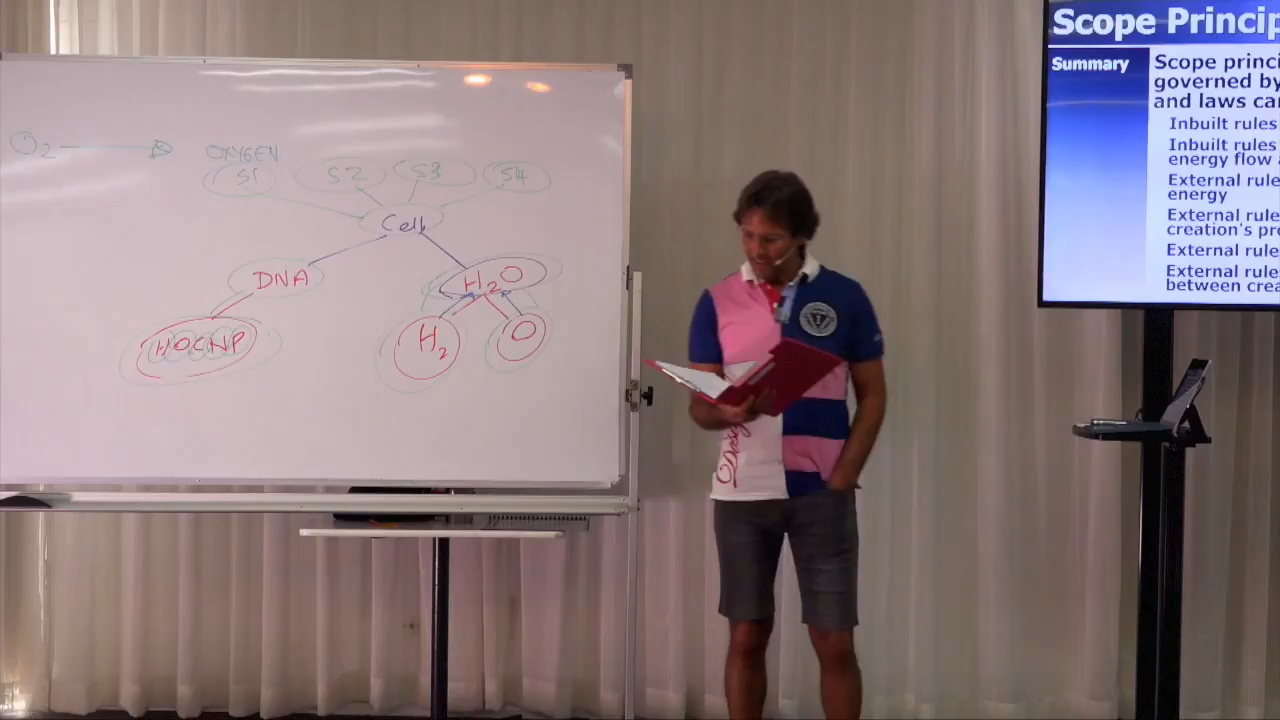 O2
OXYGEN
S1 S2 S3 S4
Cell
DNA
H2O
HOCNP
H2
O
Scope Princip
Summary
Scope princi
governed by
and laws ca
Inbuilt rules
Inbuilt rules
energy flow
External rule
energy
External rule
creation's pr
External rule
External rule
between crea